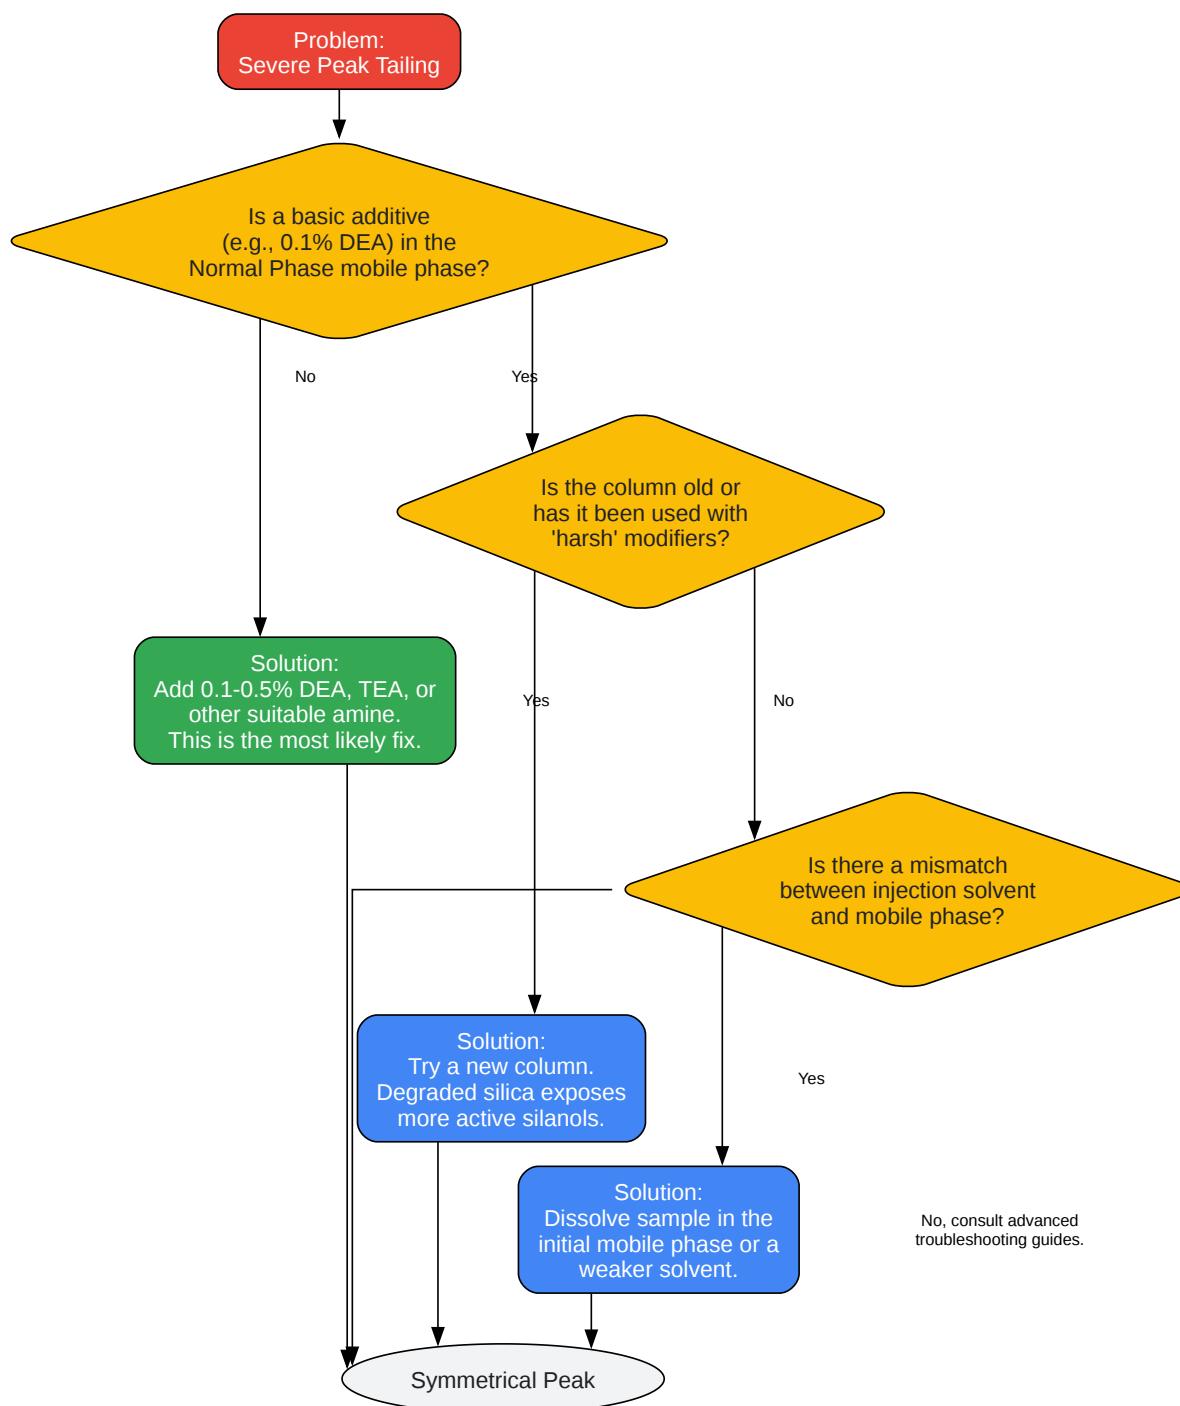 Problem:
Severe Peak Tailing
Is a basic additive
(e.g., 0.1% DEA) in the
Normal Phase mobile phase?
No
Yes
Is the column old or
has it been used with
'harsh' modifiers?
Solution:
Add 0.1-0.5% DEA, TEA, or
other suitable amine.
This is the most likely fix.
Yes
No
Is there a mismatch
between injection solvent
and mobile phase?
Solution:
Try a new column.
Degraded silica exposes
more active silanols.
Yes
Solution:
Dissolve sample in the
initial mobile phase or a
weaker solvent.
No, consult advanced
troubleshooting guides.
Symmetrical Peak